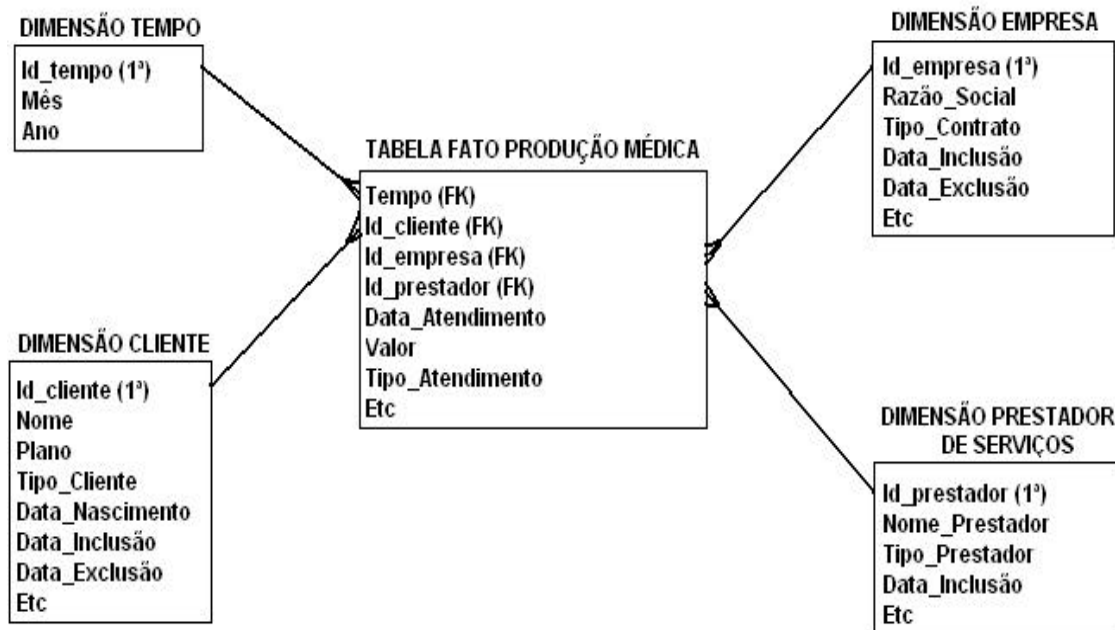 DIMENSÃO TEMPO
Id_tempo (1ª)
Mês
Ano
DIMENSÃO EMPRESA
Id_empresa (1ª)
Razão_Social
Tipo_Contrato
Data_Inclusão
Data_Exclusão
Etc
TABELA FATO PRODUÇÃO MÉDICA
Tempo (FK)
Id_cliente (FK)
Id_empresa (FK)
Id_prestador (FK)
Data_Atendimento
Valor
Tipo_Atendimento
Etc
DIMENSÃO CLIENTE
Id_cliente (1ª)
Nome
Plano
Tipo_Cliente
Data_Nascimento
Data_Inclusão
Data_Exclusão
Etc
DIMENSÃO PRESTADOR
DE SERVIÇOS
Id_prestador (1ª)
Nome_Prestador
Tipo_Prestador
Data_Inclusão
Etc